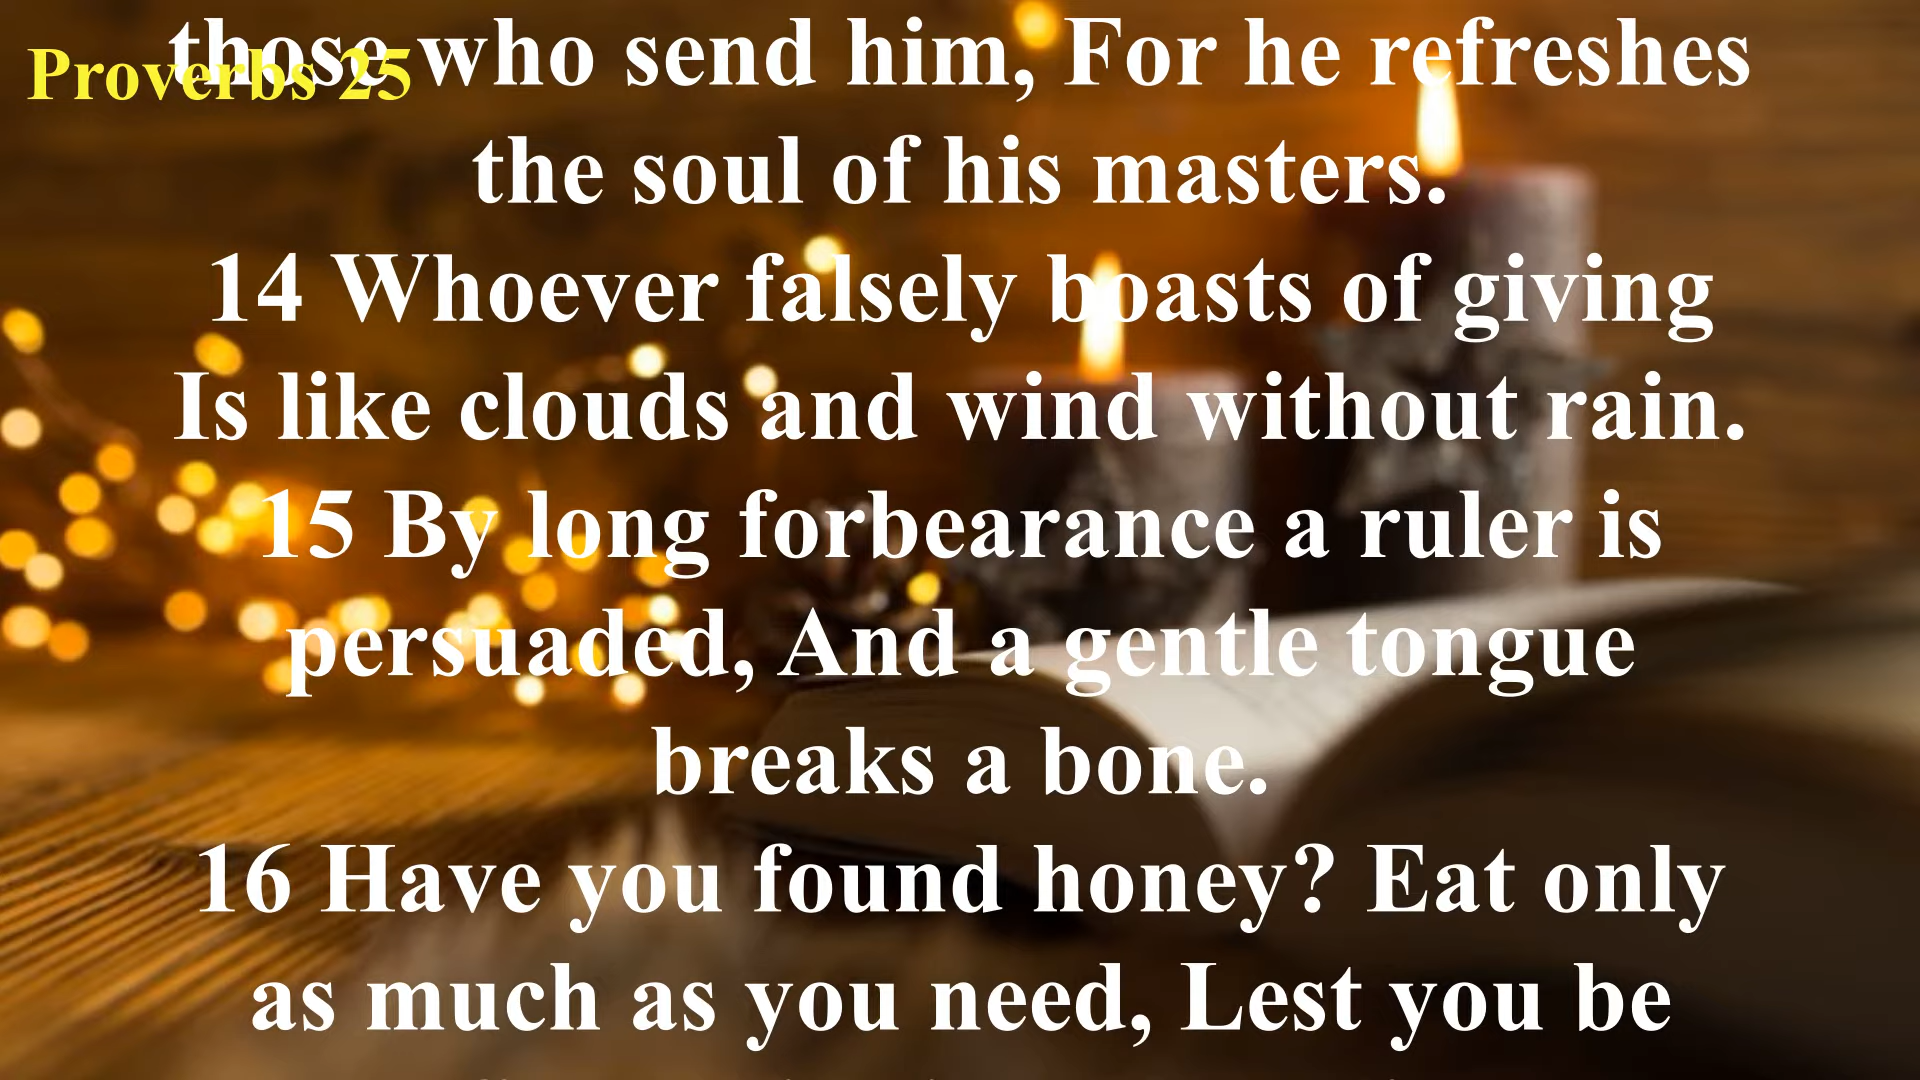 Proverbs 25
those who send him, For he refreshes
the soul of his masters.
14 Whoever falsely boasts of giving
Is like clouds and wind without rain.
15 By long forbearance a ruler is
persuaded, And a gentle tongue
breaks a bone.
16 Have you found honey? Eat only
as much as you need, Lest you be